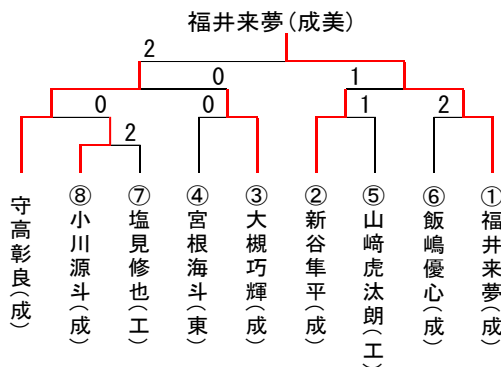 福井来夢(成美)
2
0
1
0
0
1
2
2
守高彰良(成)
⑧小川源斗(成)
⑦塩見修也(工)
④宮根海斗(東)
③大槻巧輝(成)
②新谷隼平(成)
⑤山﨑虎汰朗(工)
⑥飯嶋優心(成)
①福井来夢(成)